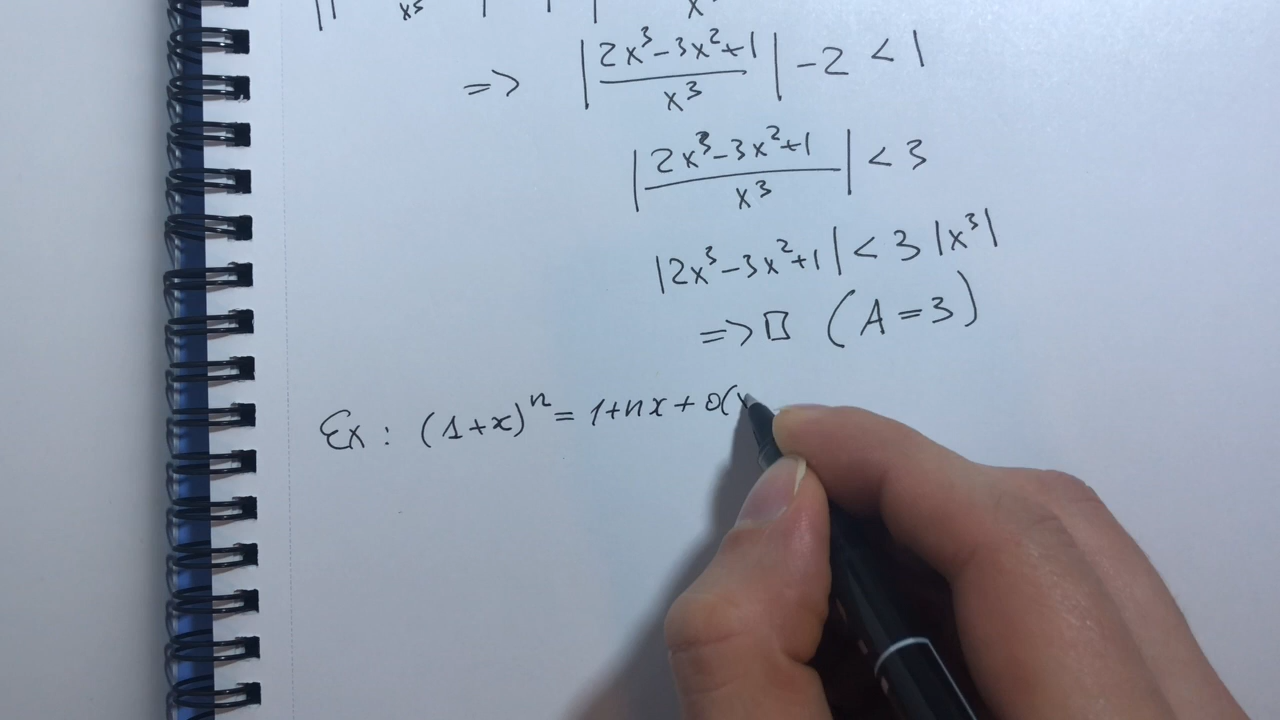 x⁵ x
=> |(2x³-3x²+1)/x³| -2 < 1
|(2x³-3x²+1)/x³| < 3
|2x³-3x²+1| < 3 |x³|
=> □ (A=3)
Ex: (1+x)ⁿ = 1+nx+o(x